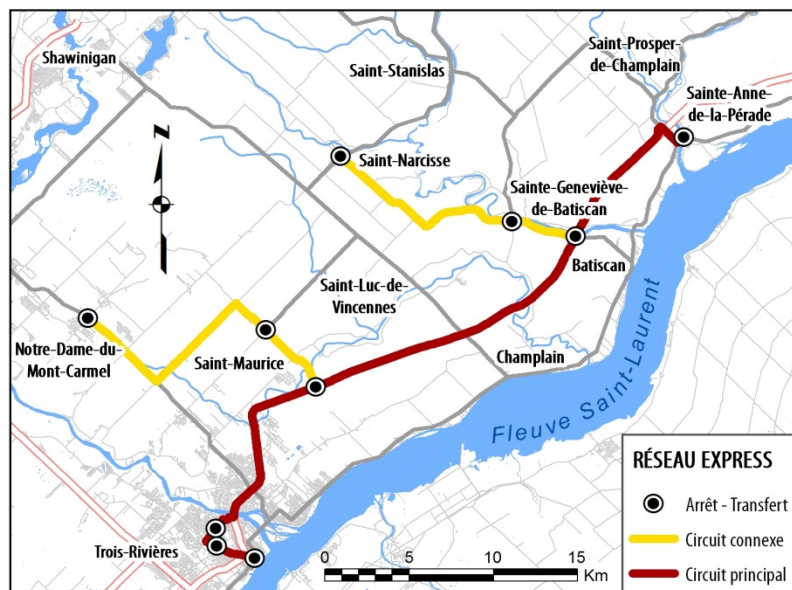 Shawinigan
Saint-Stanislas
Saint-Prosper-
de-Champlain
Sainte-Anne-
de-la-Pérade
Z
Saint-Narcisse
Sainte-Geneviève-
de-Batiscan
Batiscan
Saint-Luc-de-
Vincennes
Notre-Dame-du-
Mont-Carmel
Saint-Maurice
Champlain
Fleuve Saint-Laurent
Trois-Rivières
RÉSEAU EXPRESS
Arrêt - Transfert
Circuit connexe
Circuit principal
0 5 10 15
Km